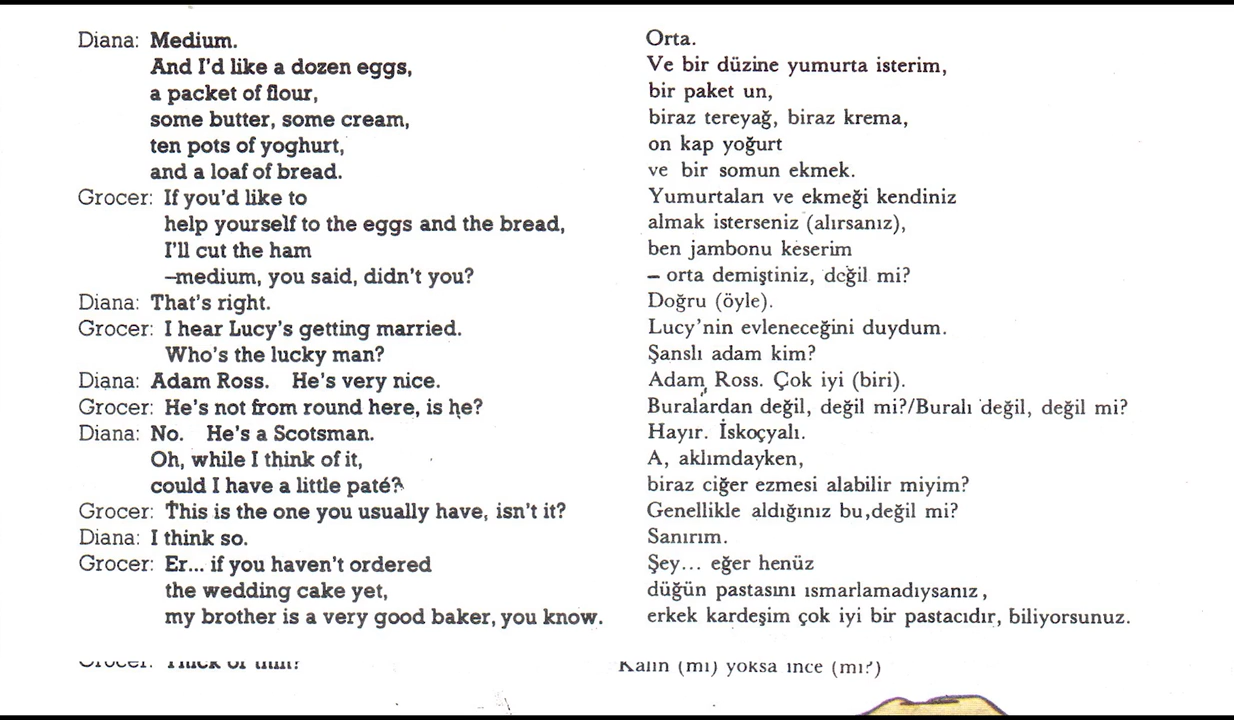 Diana: Medium.
And I'd like a dozen eggs,
a packet of flour,
some butter, some cream,
ten pots of yoghurt,
and a loaf of bread.
Grocer: If you'd like to
help yourself to the eggs and the bread,
I'll cut the ham
–medium, you said, didn't you?
Diana: That's right.
Grocer: I hear Lucy's getting married.
Who's the lucky man?
Diana: Adam Ross. He's very nice.
Grocer: He's not from round here, is he?
Diana: No. He's a Scotsman.
Oh, while I think of it,
could I have a little paté?
Grocer: This is the one you usually have, isn't it?
Diana: I think so.
Grocer: Er... if you haven't ordered
the wedding cake yet,
my brother is a very good baker, you know.
Grocer: Thick or thin?
Orta.
Ve bir düzine yumurta isterim,
bir paket un,
biraz tereyağ, biraz krema,
on kap yoğurt
ve bir somun ekmek.
Yumurtaları ve ekmeği kendiniz
almak isterseniz (alırsanız),
ben jambonu keserim
– orta demiştiniz, değil mi?
Doğru (öyle).
Lucy'nin evleneceğini duydum.
Şanslı adam kim?
Adam Ross. Çok iyi (biri).
Buralardan değil, değil mi?/Buralı değil, değil mi?
Hayır. İskoçyalı.
A, aklımdayken,
biraz ciğer ezmesi alabilir miyim?
Genellikle aldığınız bu,değil mi?
Sanırım.
Şey... eğer henüz
düğün pastasını ısmarlamadıysanız,
erkek kardeşim çok iyi bir pastacıdır, biliyorsunuz.
Kalın (mı) yoksa ince (mı?)